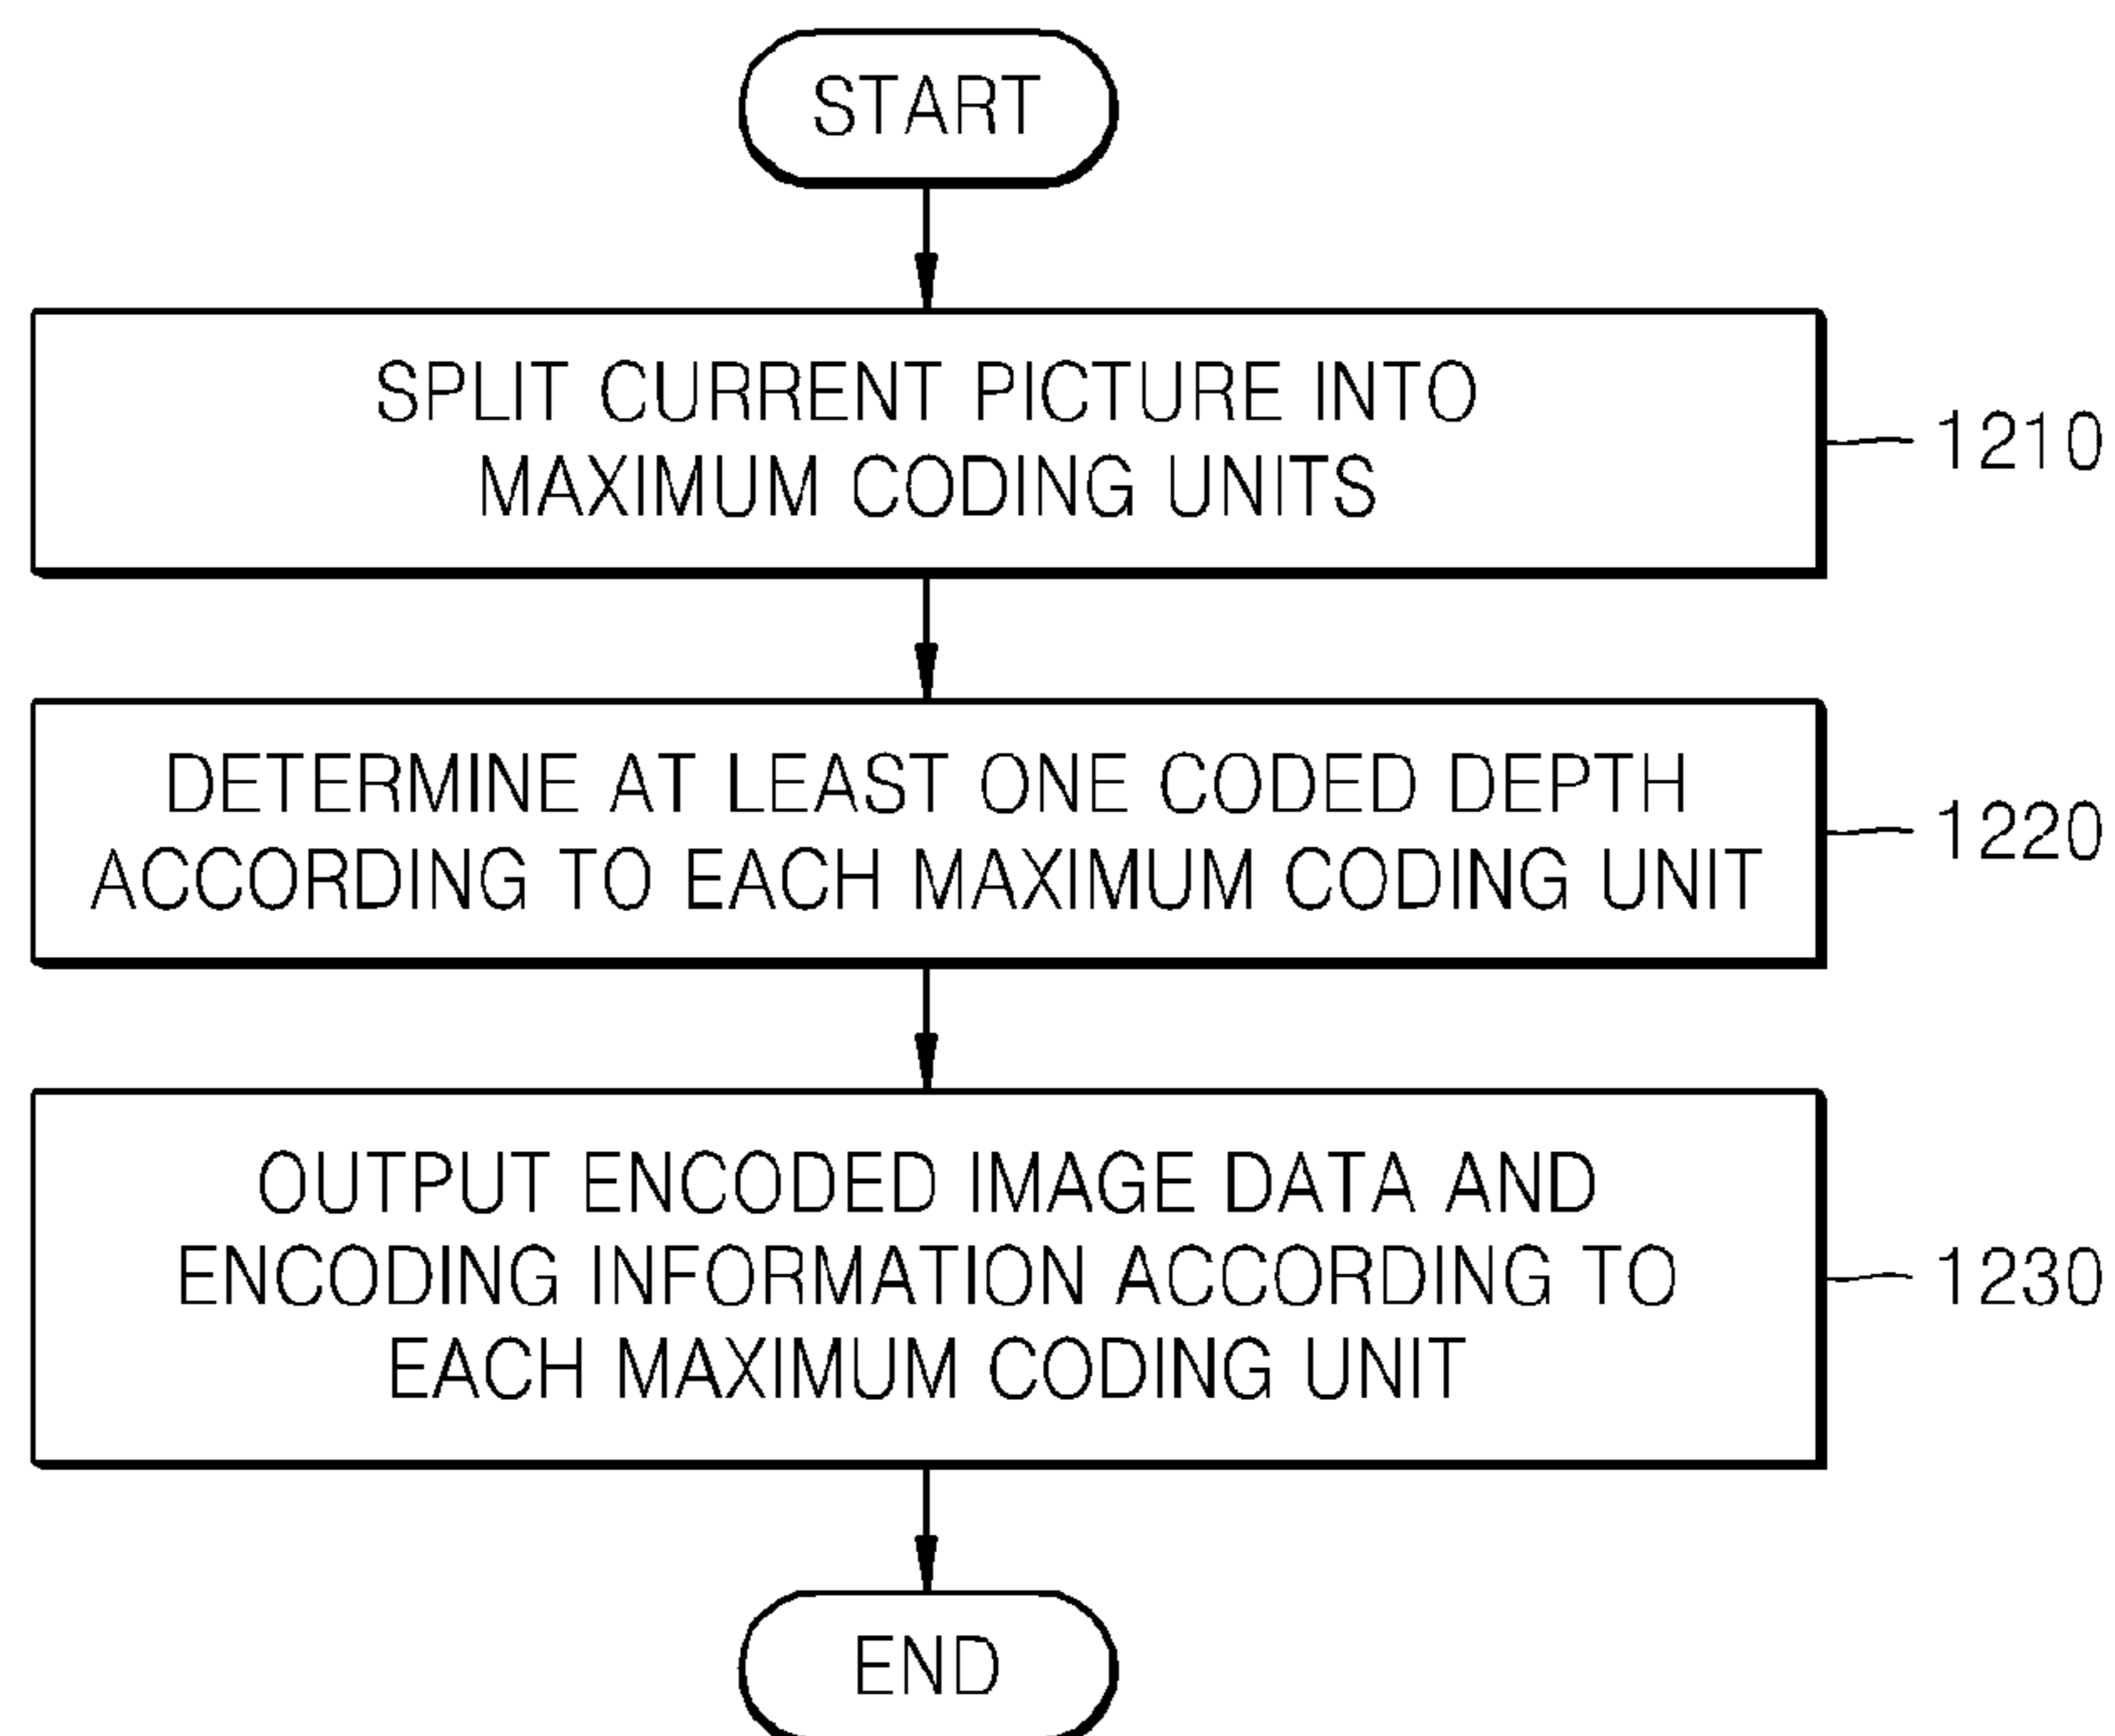 START
SPLIT CURRENT PICTURE INTO
MAXIMUM CODING UNITS
1210
DETERMINE AT LEAST ONE CODED DEPTH
ACCORDING TO EACH MAXIMUM CODING UNIT
1220
OUTPUT ENCODED IMAGE DATA AND
ENCODING INFORMATION ACCORDING TO
EACH MAXIMUM CODING UNIT
1230
END